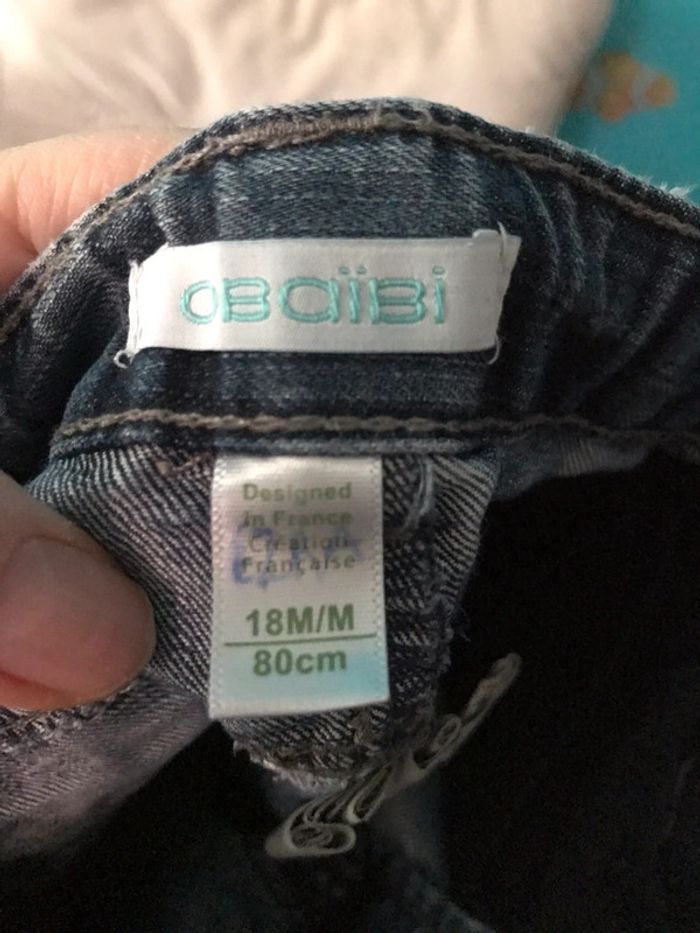 OBAÏBI
Designed
in France
Création
Française
18M/M
80cm